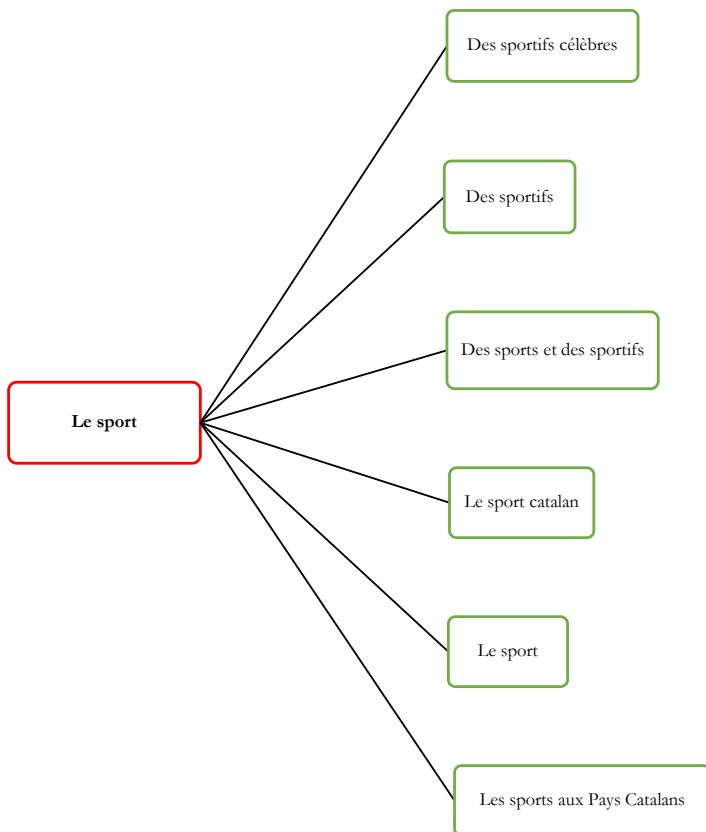 Des sportifs célèbres
Des sportifs
Des sports et des sportifs
Le sport
Le sport catalan
Le sport
Les sports aux Pays Catalans